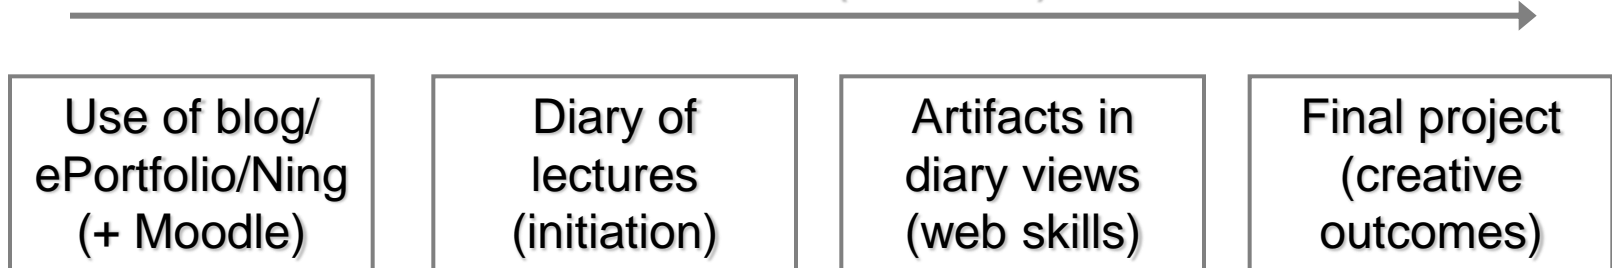 Use of blog/
ePortfolio/Ning
(+ Moodle)
Diary of
lectures
(initiation)
Artifacts in
diary views
(web skills)
Final project
(creative
outcomes)